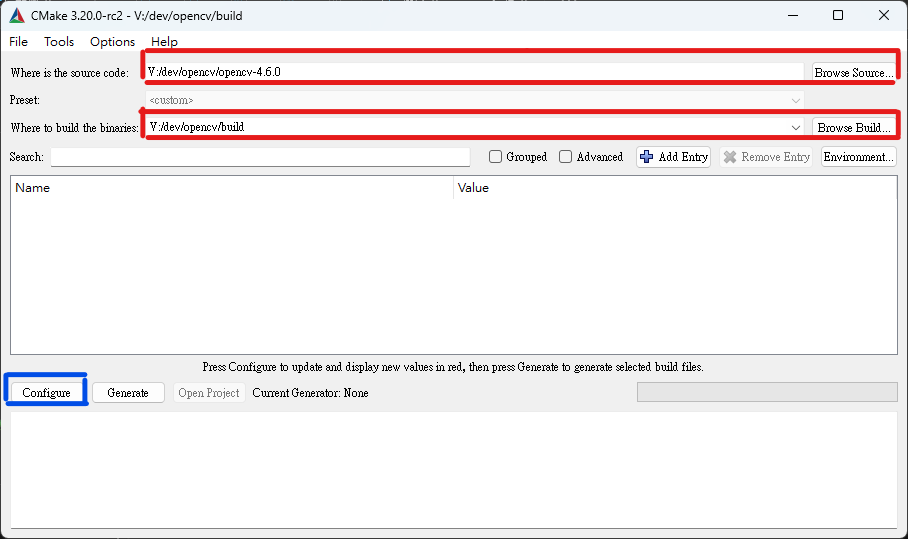 CMake 3.20.0-rc2 - V:/dev/opencv/build
File Tools Options Help
Where is the source code: V:/dev/opencv/opencv-4.6.0 Browse Source...
Preset: <custom>
Where to build the binaries: V:/dev/opencv/build Browse Build...
Search: Grouped Advanced Add Entry Remove Entry Environment...
Name Value
Press Configure to update and display new values in red, then press Generate to generate selected build files.
Configure Generate Open Project Current Generator: None